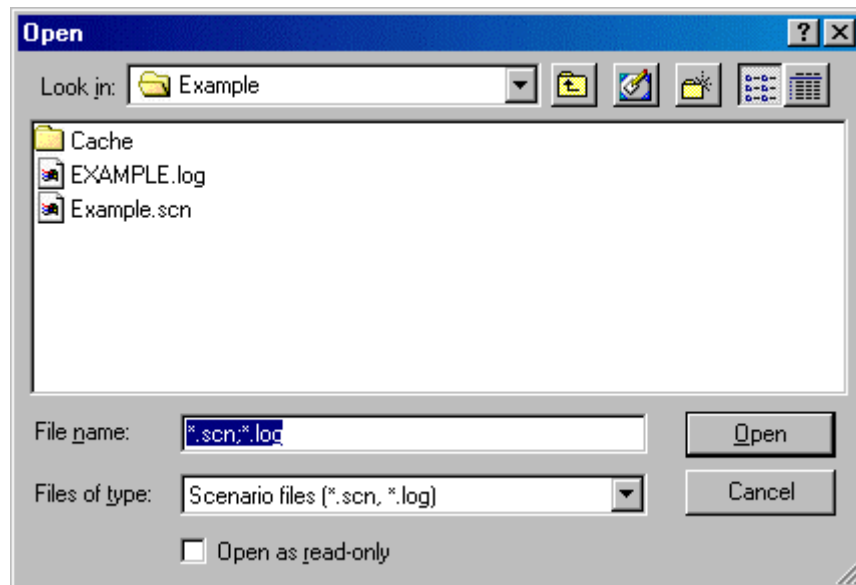 Open
Look in: Example
Cache
EXAMPLE.log
Example.scn
File name: *.scn;*.log Open
Files of type: Scenario files (*.scn, *.log) Cancel
Open as read-only